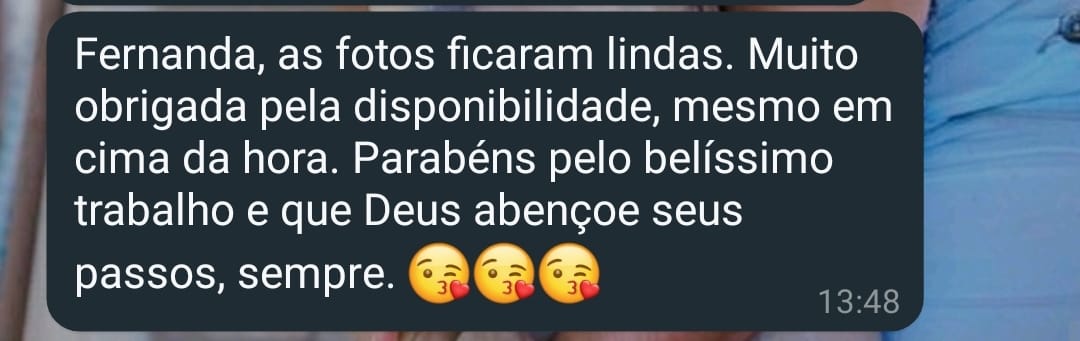 Fernanda, as fotos ficaram lindas. Muito
obrigada pela disponibilidade, mesmo em
cima da hora. Parabéns pelo belíssimo
trabalho e que Deus abençoe seus
passos, sempre. 😘😘😘
13:48